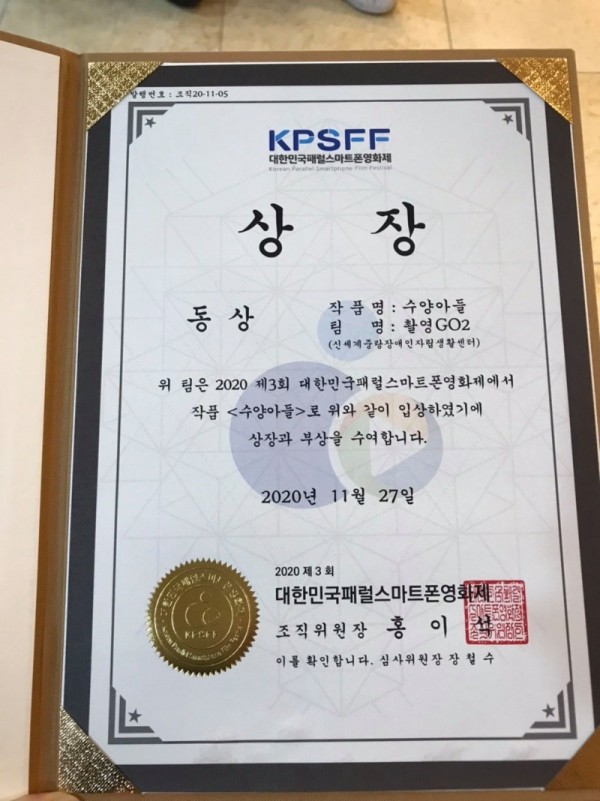 발행번호 : 조직20-11-05
KPSFF
대한민국패럴스마트폰영화제
Korean Parallel Smartphone Film Festival
상 장
동 상
작 품 명 : 수양아들
팀 명 : 촬영GO2
(신세계중랑장애인자립생활센터)
위 팀은 2020 제3회 대한민국패럴스마트폰영화제에서
작품 <수양아들>로 위와 같이 입상하였기에
상장과 부상을 수여합니다.
2020년 11월 27일
2020 제 3 회
대한민국패럴스마트폰영화제
조직위원장 홍 이 석
이를 확인합니다. 심사위원장 장 철 수
KPSFF